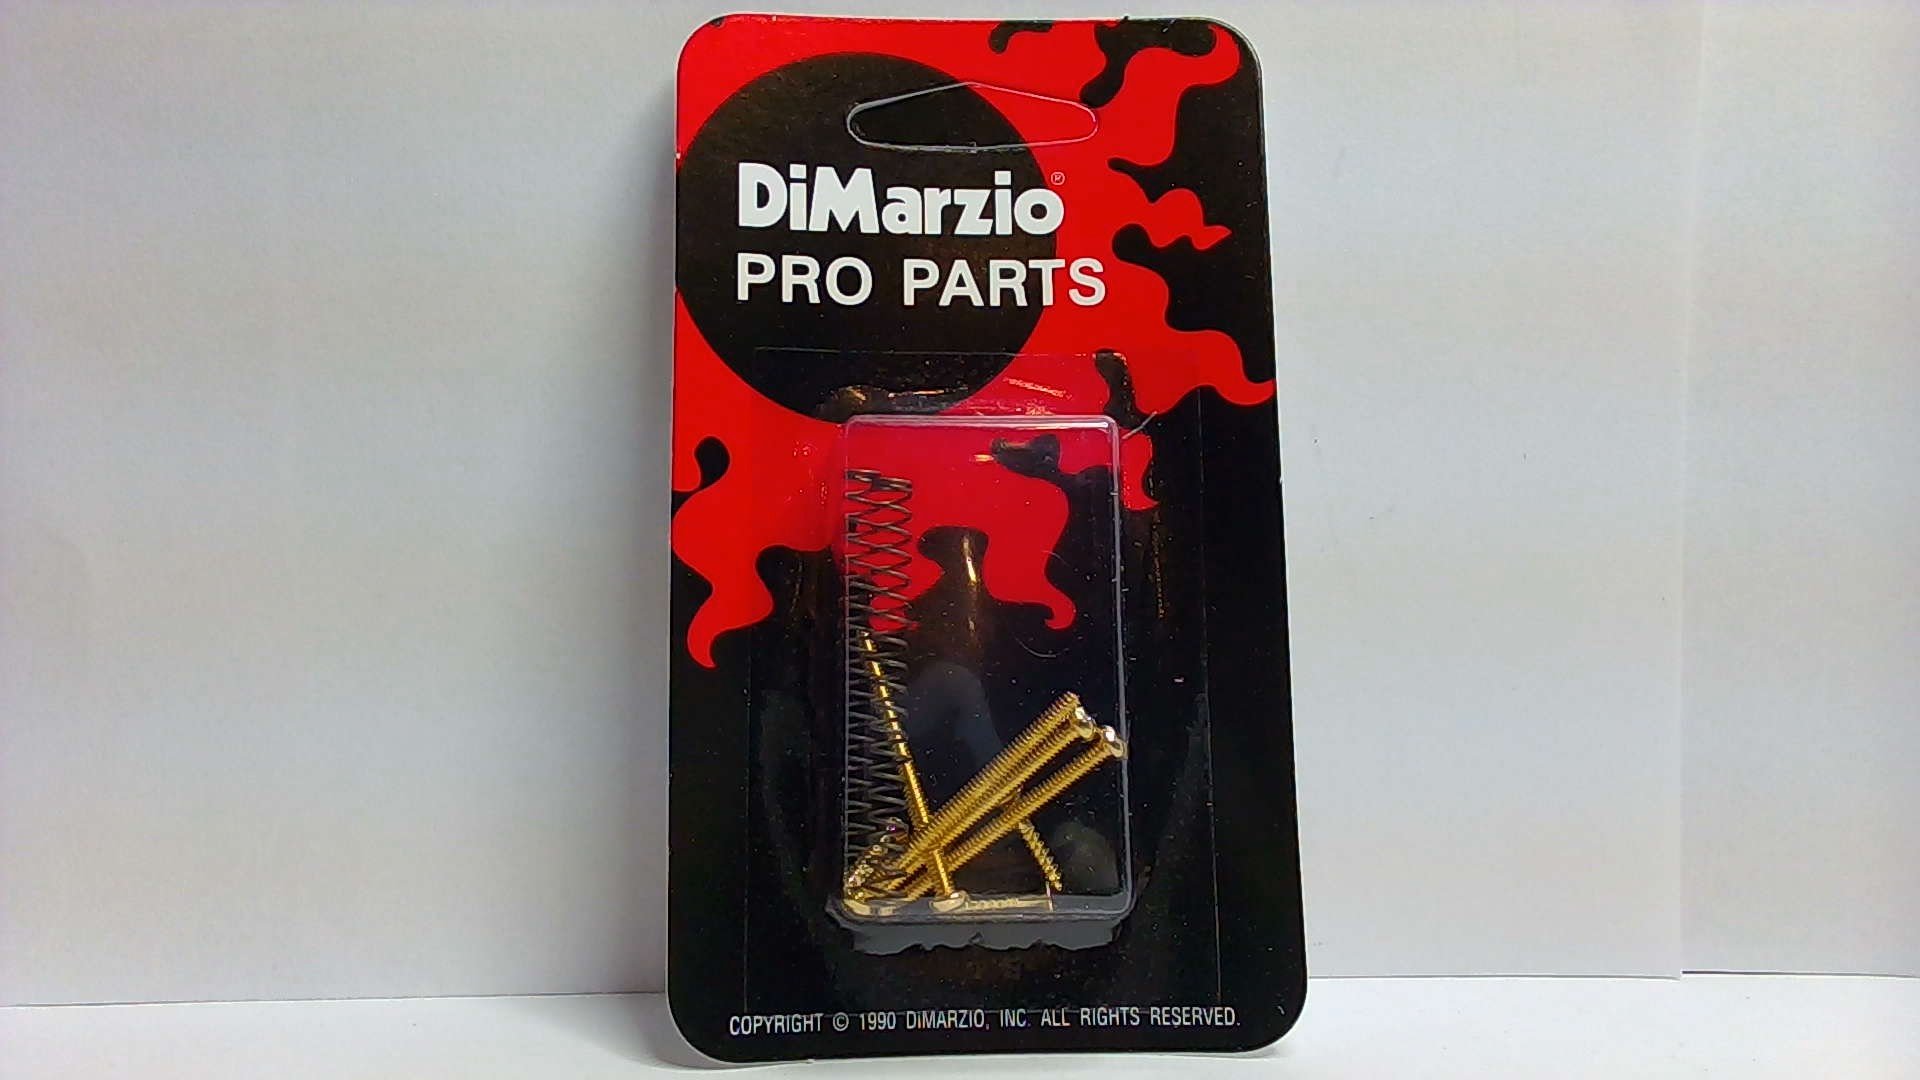 DiMarzio®
PRO PARTS
COPYRIGHT © 1990 DiMARZIO, INC. ALL RIGHTS RESERVED.